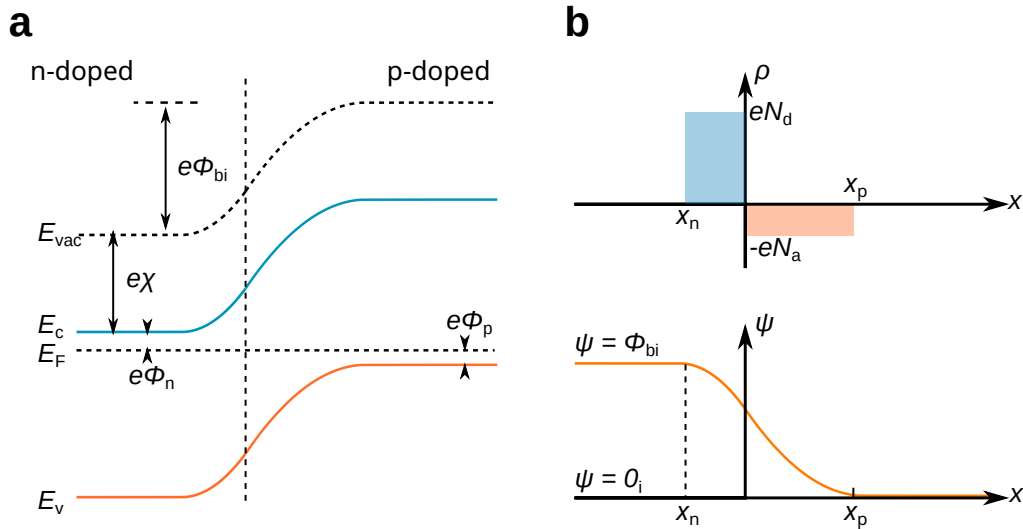 a
n-doped
p-doped
eΦbi
Evac
eχ
Ec
EF
eΦn
eΦp
Ev
b
ρ
eNd
xp
x
xn
-eNa
ψ
ψ = Φbi
ψ = 0i
x
xn
xp